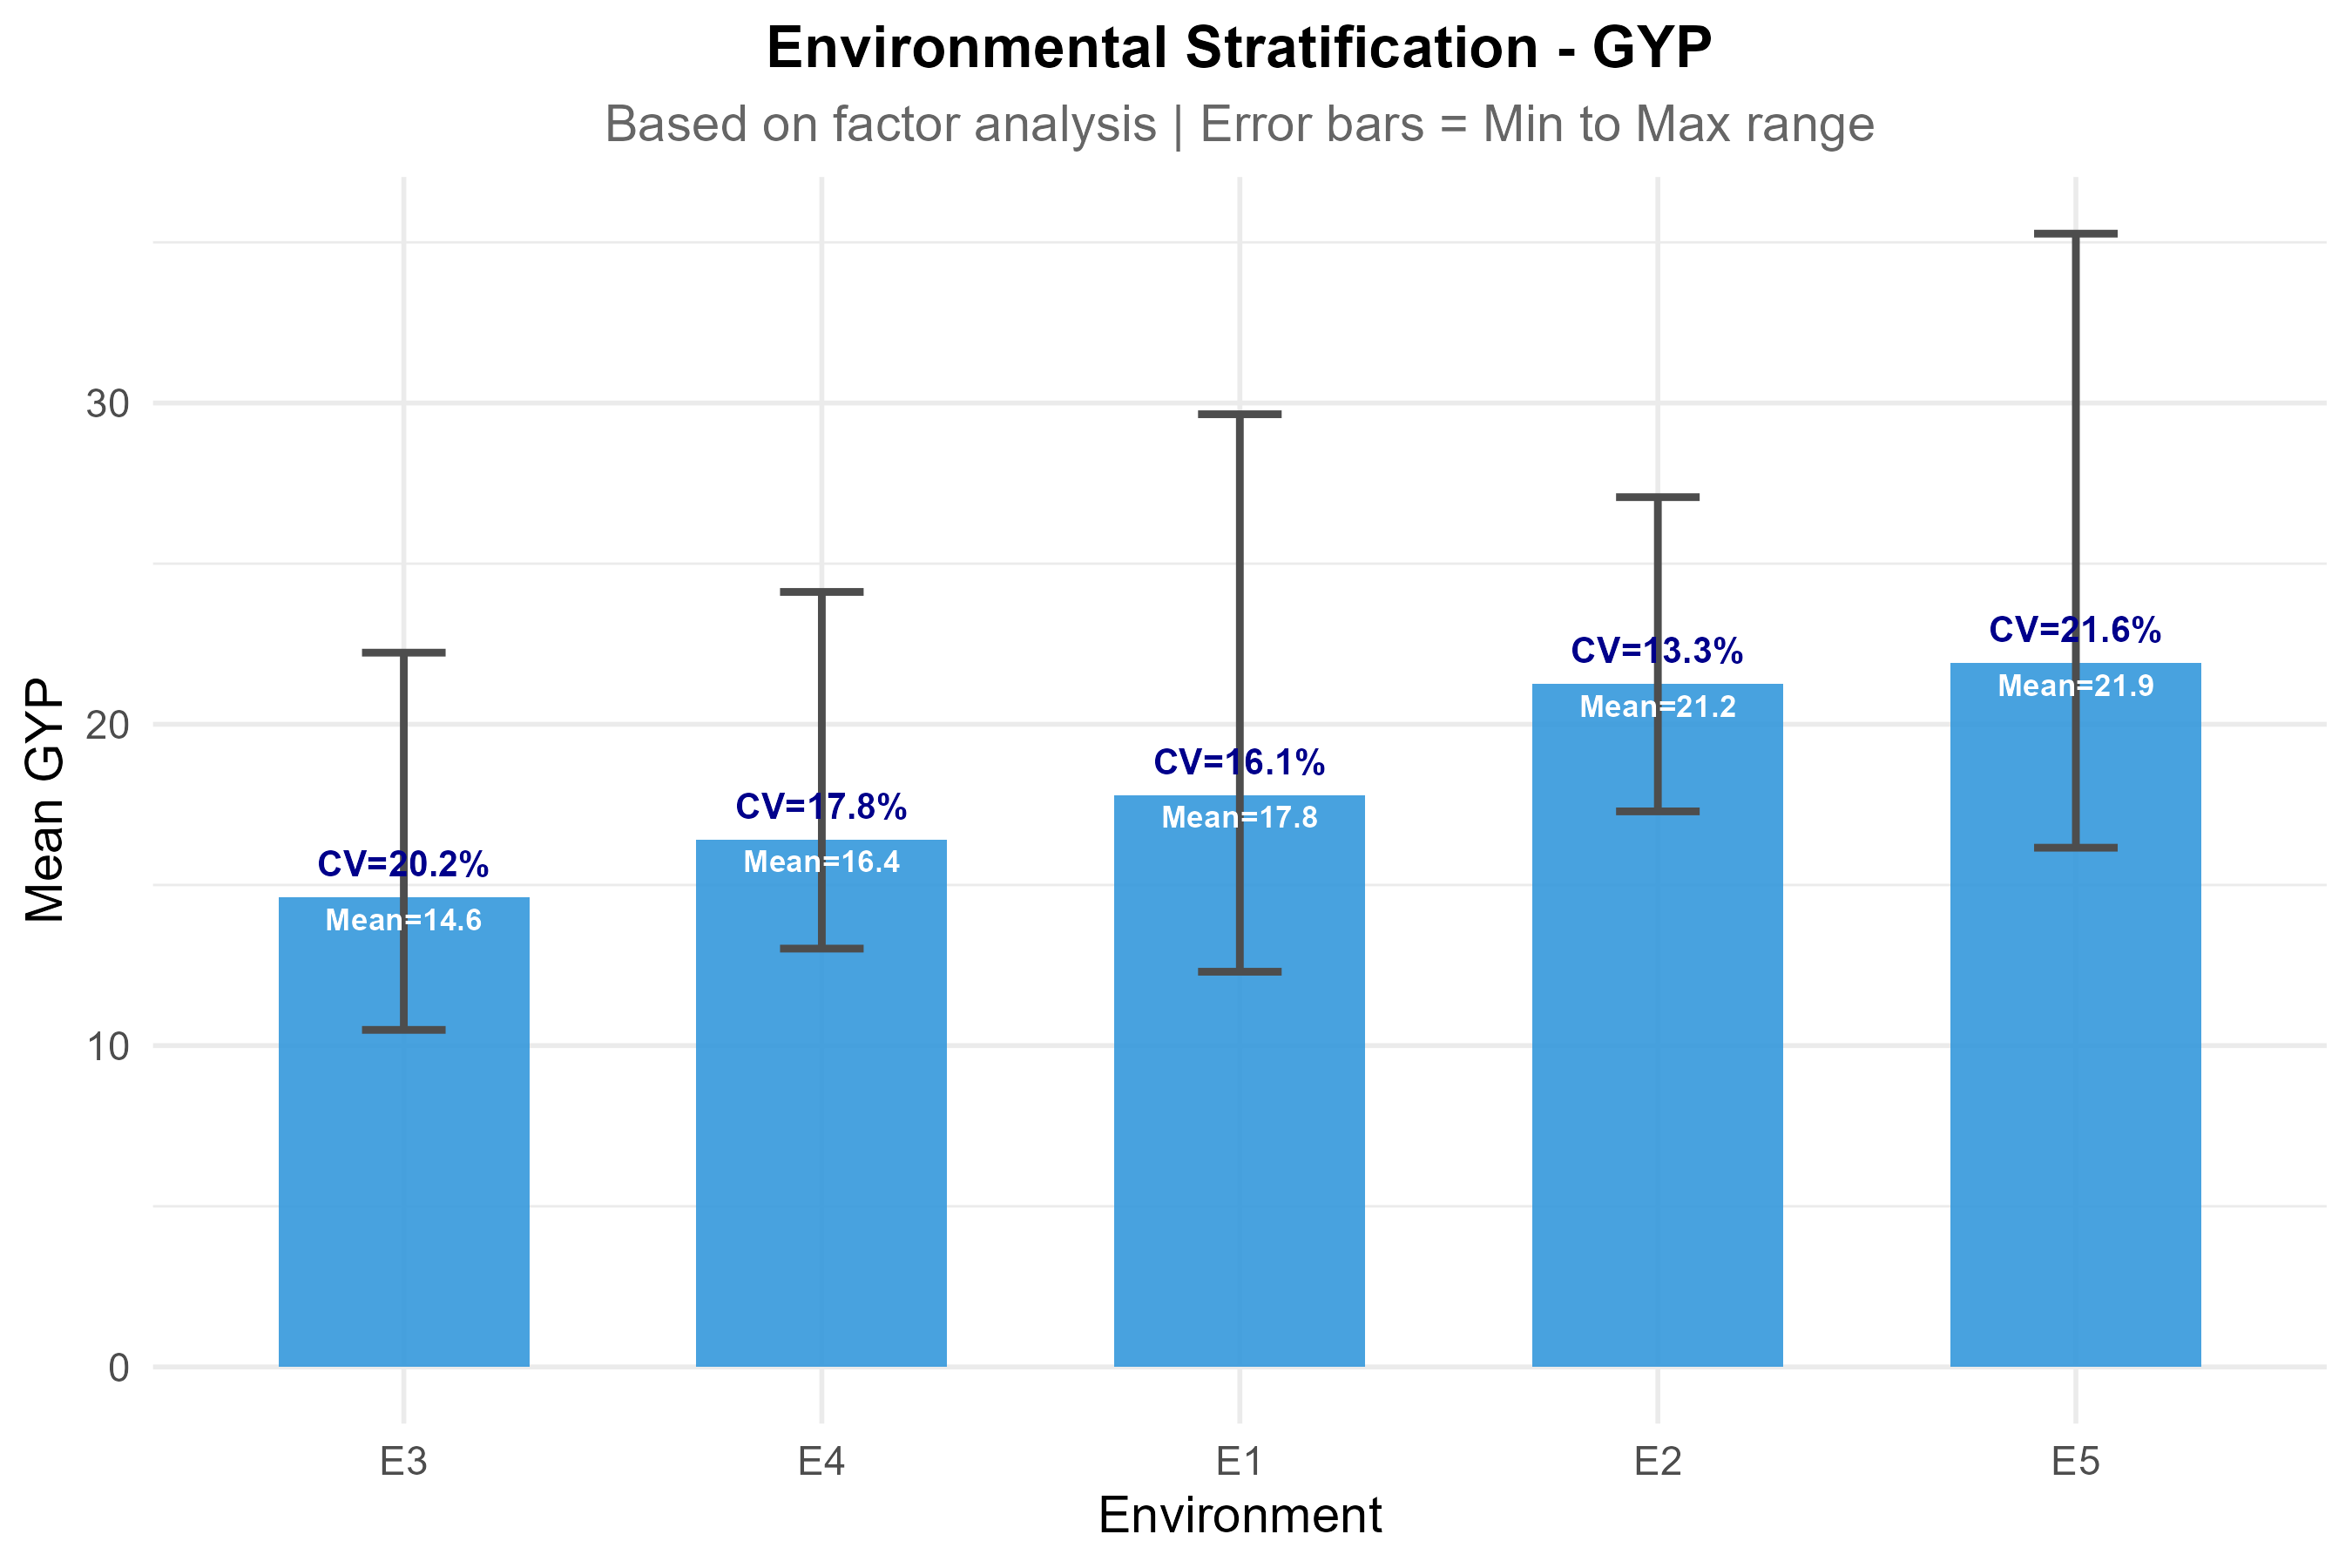 Environmental Stratification - GYP
Based on factor analysis | Error bars = Min to Max range
Mean GYP
30
20
10
0
CV=20.2%
Mean=14.6
CV=17.8%
Mean=16.4
CV=16.1%
Mean=17.8
CV=13.3%
Mean=21.2
CV=21.6%
Mean=21.9
E3 E4 E1 E2 E5
Environment